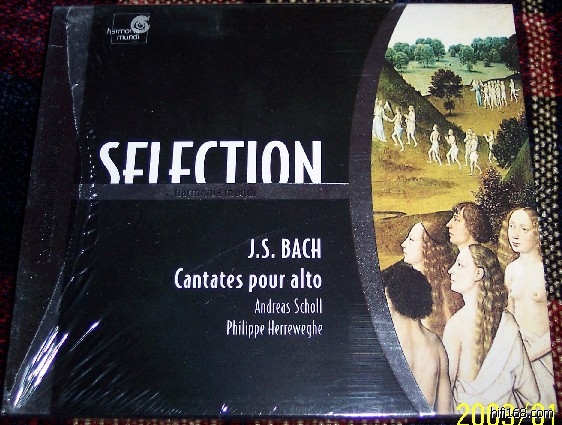 harmonia
mundi
SELECTION
harmonia mundi
J.S. BACH
Cantates pour alto
Andreas Scholl
Philippe Herreweghe
hifi168.com